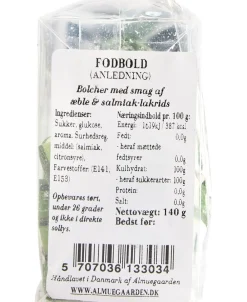 FODBOLD
(ANLEDNING)
Bolcher med smag af
æble & salmiak-lakrids
Ingredienser:
Sukker, glukose,
aroma, Surhedsreg.
middel (salmiak,
citronsyre),
Farvestoffer: (E141,
E153)
Opbevares tørt,
under 26 grader
og ikke i direkte
sollys.
Næringsindhold pr. 100 g:
Energi: 387 kcal
Fedt: 0.0g
- heraf mættede
fedtsyrer 0.0g
Kulhydrat: 100g
- heraf sukkerarter: 100g
Protein: 0.0g
Salt: 0.0g
Nettovægt: 140 g
Bedst før:
5 707036 133034
Håndlavet i Danmark af Almuegaarden
WWW.ALMUEGAARDEN.DK